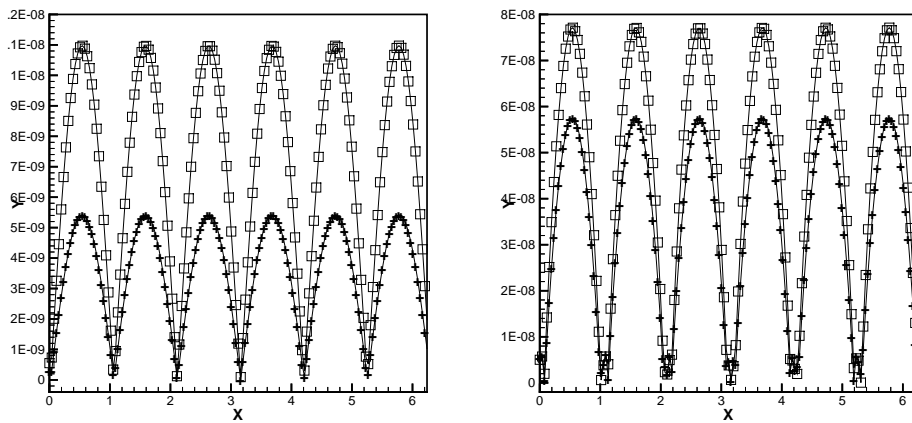 .2E-08
.1E-08
1E-08
9E-09
8E-09
7E-09
6E-09
5E-09
4E-09
3E-09
2E-09
1E-09
0
0 1 2 3 4 5 6
X
8E-08
7E-08
6E-08
5E-08
4E-08
3E-08
2E-08
1E-08
0
0 1 2 3 4 5 6
X